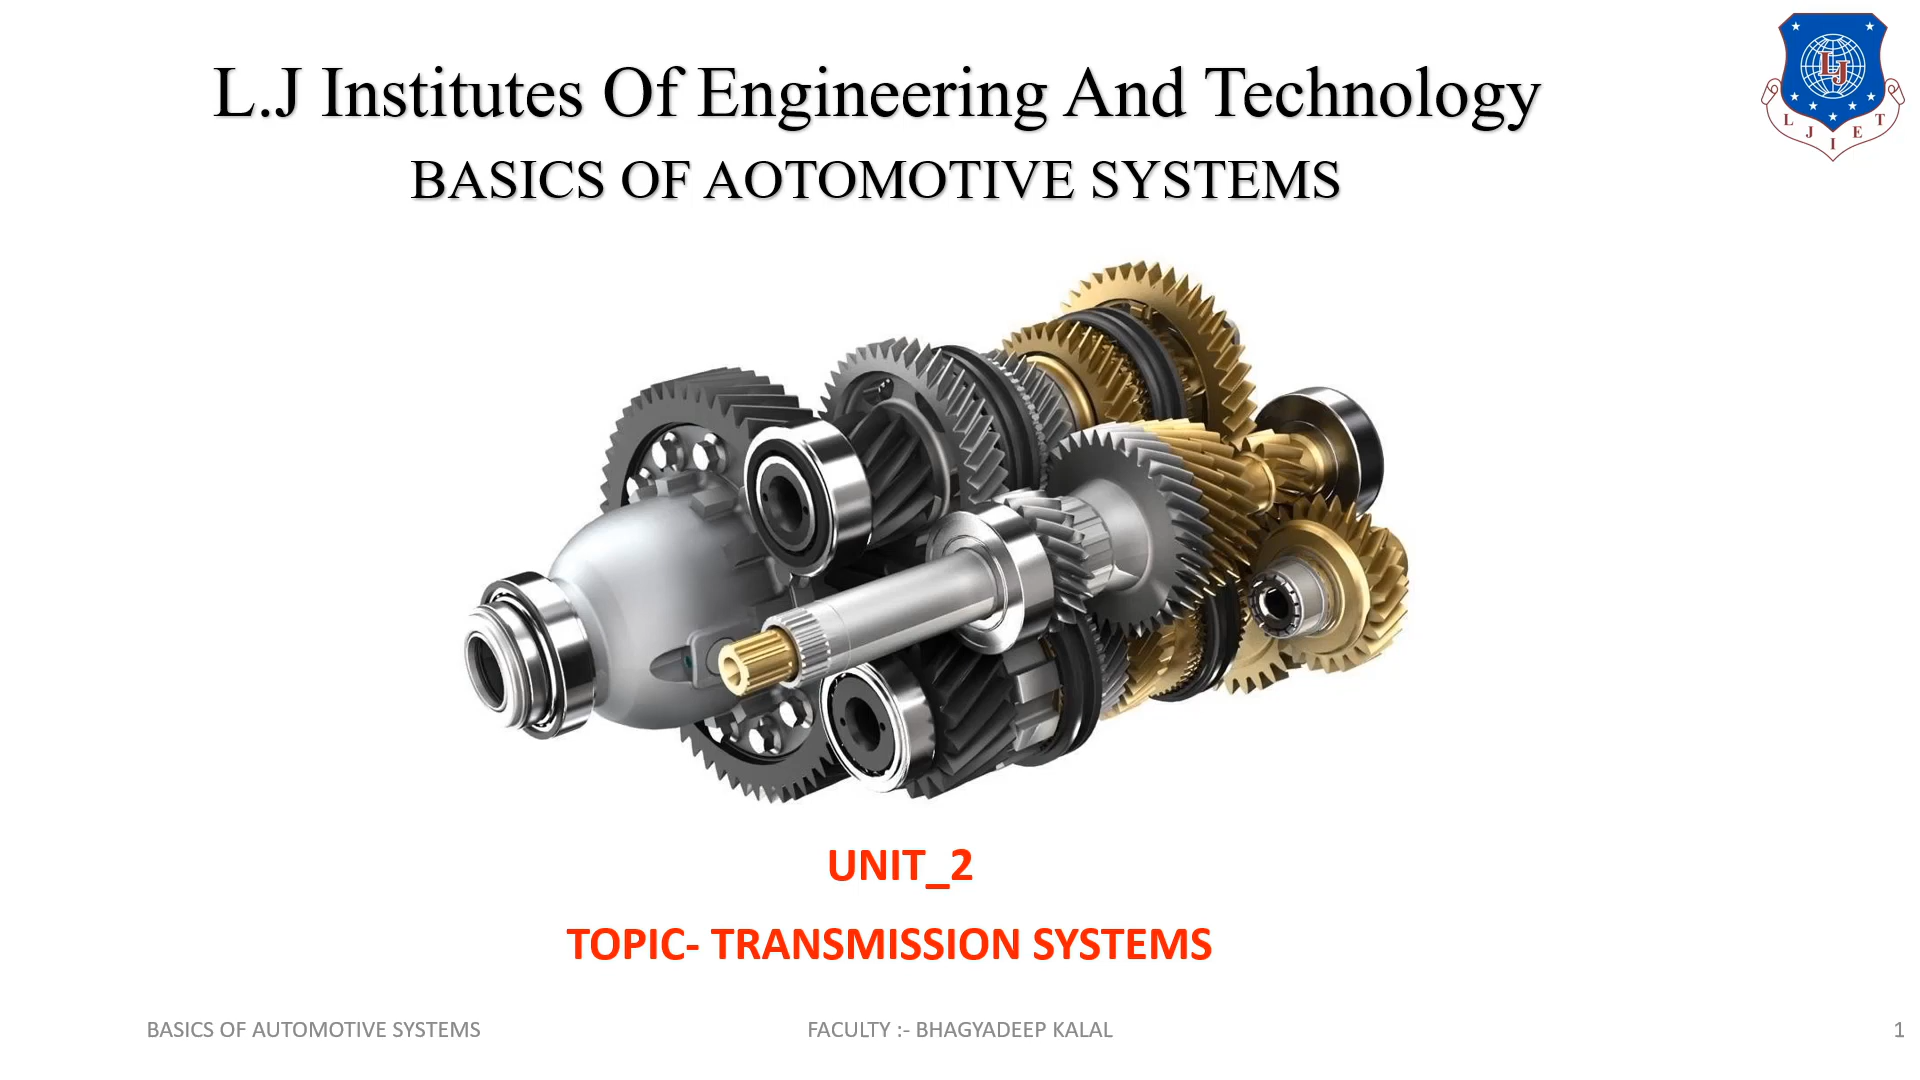 L.J Institutes Of Engineering And Technology
BASICS OF AOTOMOTIVE SYSTEMS
LJ
L J I E T
UNIT_2
TOPIC- TRANSMISSION SYSTEMS
BASICS OF AUTOMOTIVE SYSTEMS
FACULTY :- BHAGYADEEP KALAL
1